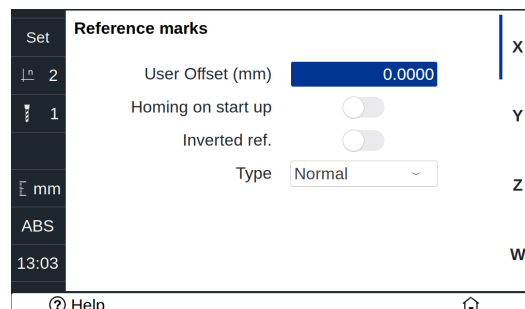 Set
2
1
mm
ABS
13:03
Reference marks
User Offset (mm) 0.0000
Homing on start up
Inverted ref.
Type Normal
X
Y
Z
W
? Help